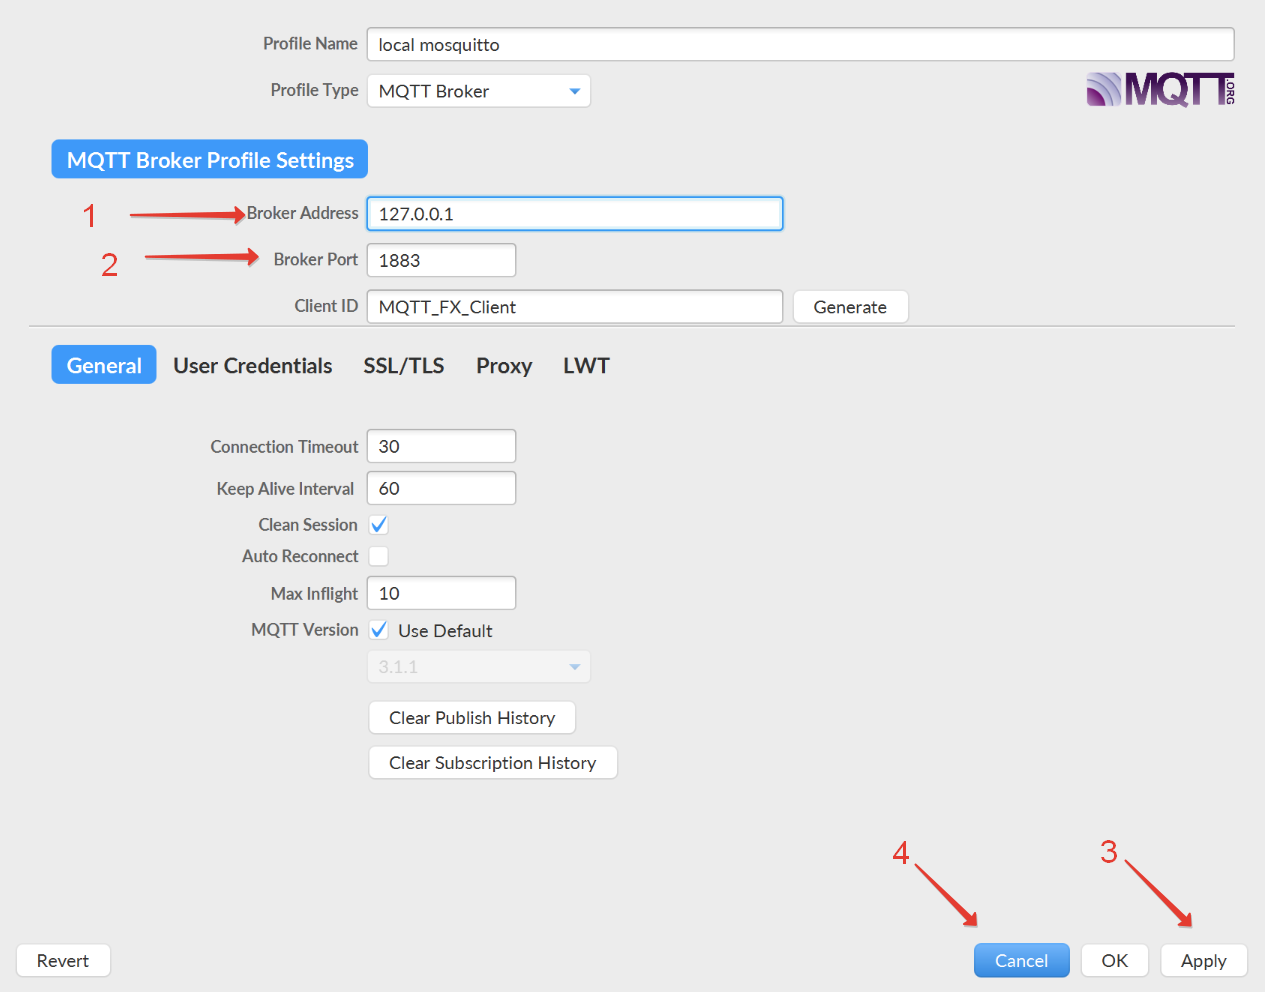 Profile Name local mosquitto
Profile Type MQTT Broker
MQTT.ORG
MQTT Broker Profile Settings
1 Broker Address 127.0.0.1
2 Broker Port 1883
Client ID MQTT_FX_Client Generate
General User Credentials SSL/TLS Proxy LWT
Connection Timeout 30
Keep Alive Interval 60
Clean Session
Auto Reconnect
Max Inflight 10
MQTT Version Use Default
3.1.1
Clear Publish History
Clear Subscription History
4 3
Revert Cancel OK Apply